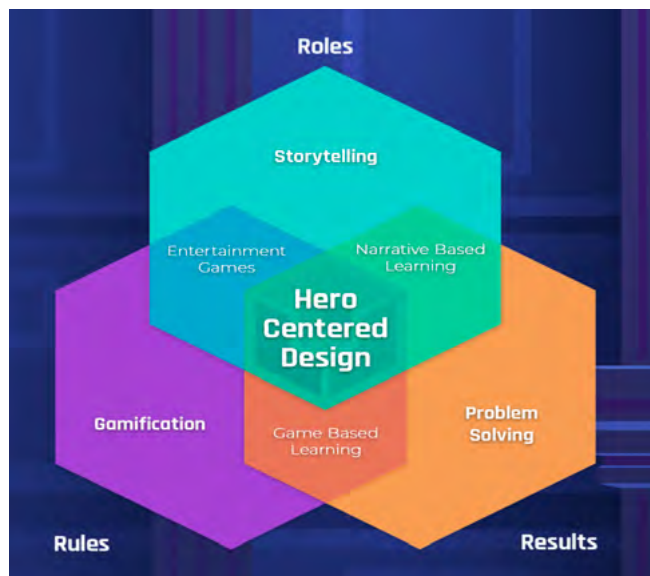 Roles
Storytelling
Entertainment
Games
Narrative Based
Learning
Hero
Centered
Design
Gamification
Game Based
Learning
Problem
Solving
Rules
Results